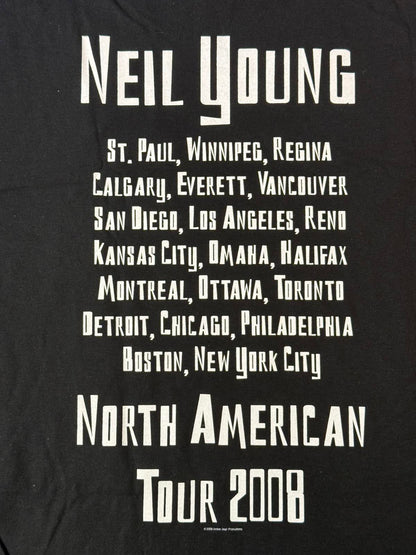 NEIL YOUNG
ST. PAUL, WINNIPEG, REGINA
CALGARY, EVERETT, VANCOUVER
SAN DIEGO, LOS ANGELES, RENO
KANSAS CITY, OMAHA, HALIFAX
MONTREAL, OTTAWA, TORONTO
DETROIT, CHICAGO, PHILADELPHIA
BOSTON, NEW YORK CITY
NORTH AMERICAN
TOUR 2008